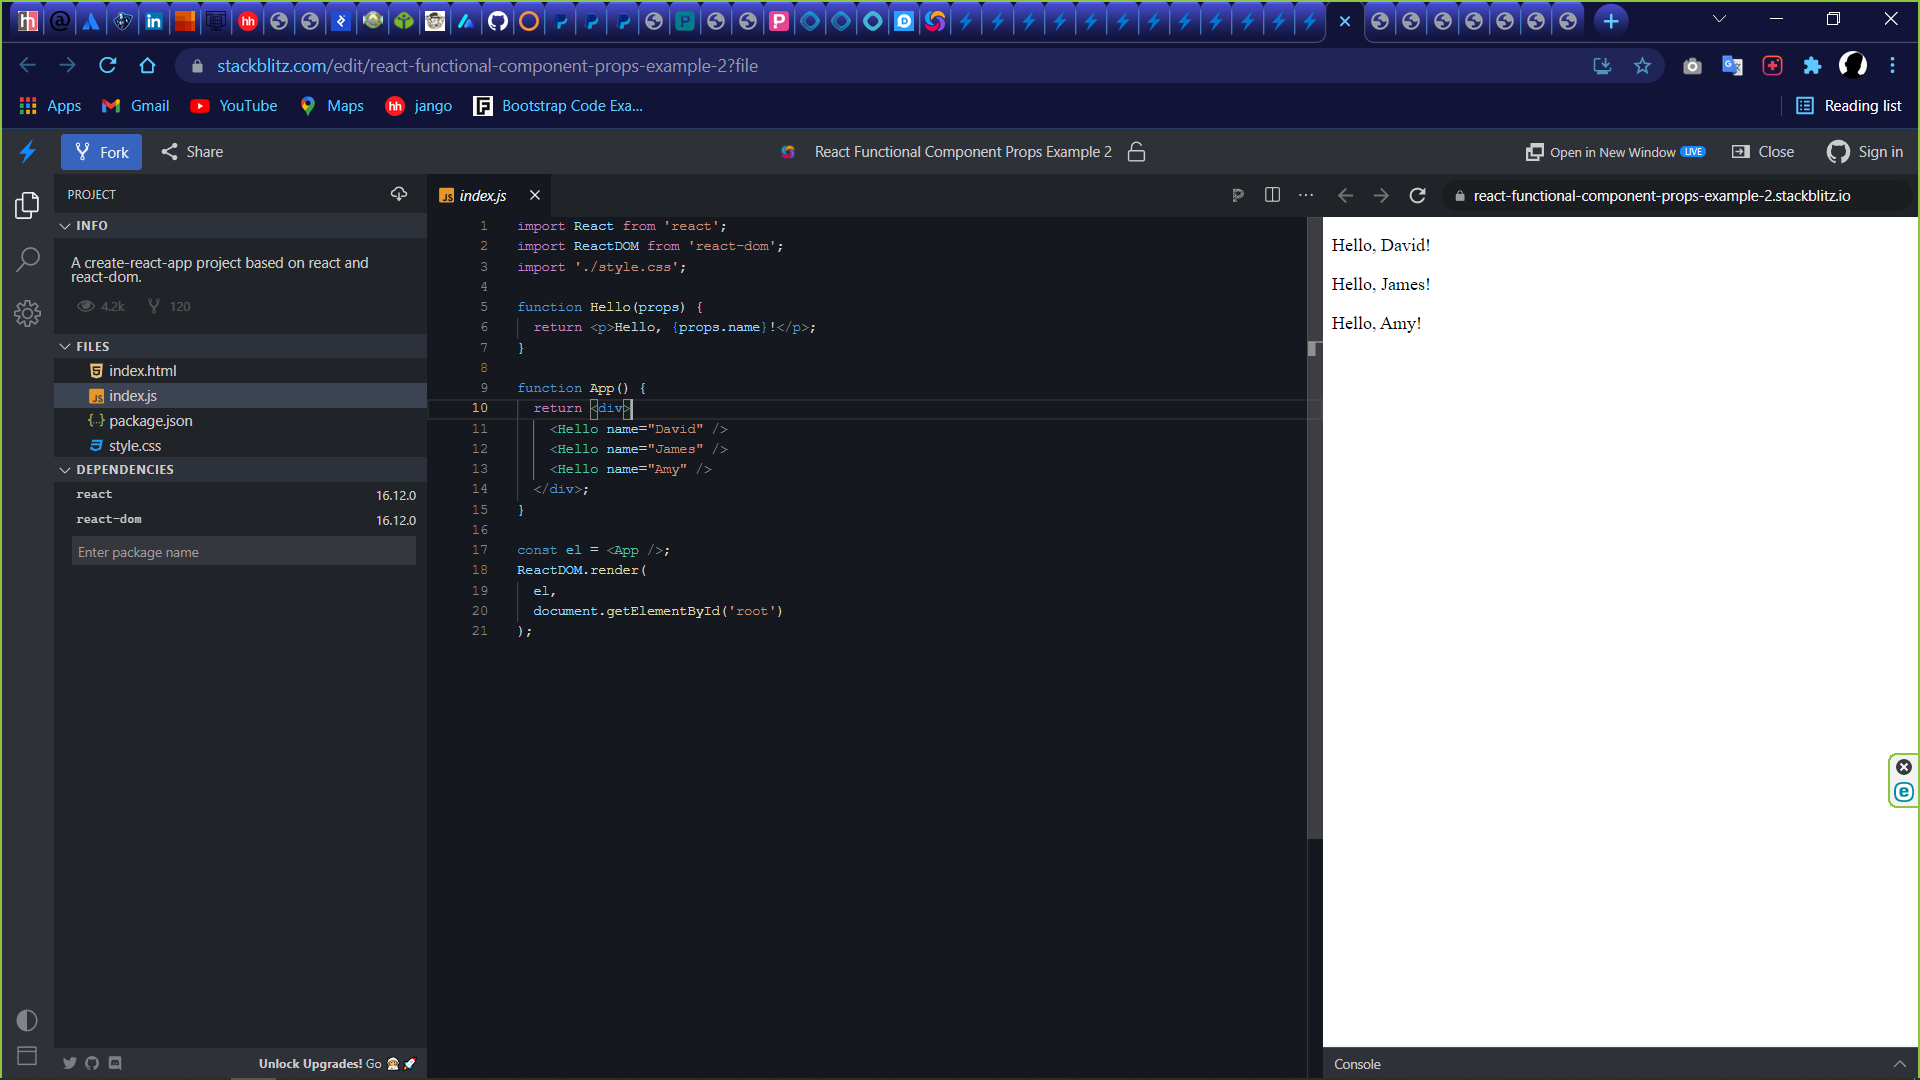 stackblitz.com/edit/react-functional-component-props-example-2?file
Apps
Gmail
YouTube
Maps
hh jango
Bootstrap Code Exa...
Reading list
Fork
Share
React Functional Component Props Example 2
Open in New Window LIVE
Close
Sign in
PROJECT
INFO
A create-react-app project based on react and
react-dom.
4.2k
120
FILES
index.html
JS index.js
package.json
style.css
DEPENDENCIES
react 16.12.0
react-dom 16.12.0
Enter package name
Unlock Upgrades! Go
JS index.js
1 import React from 'react';
2 import ReactDOM from 'react-dom';
3 import './style.css';
4
5 function Hello(props) {
6 return <p>Hello, {props.name}!</p>;
7 }
8
9 function App() {
10 return <div>
11 <Hello name="David" />
12 <Hello name="James" />
13 <Hello name="Amy" />
14 </div>;
15 }
16
17 const el = <App />;
18 ReactDOM.render(
19 el,
20 document.getElementById('root')
21 );
react-functional-component-props-example-2.stackblitz.io
Hello, David!
Hello, James!
Hello, Amy!
Console